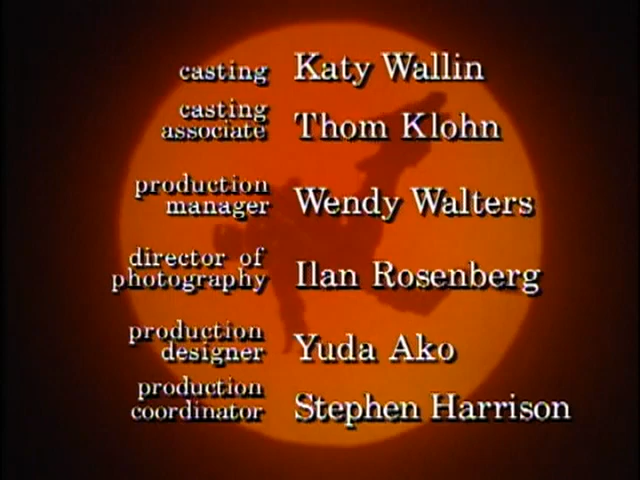 casting Katy Wallin
casting
associate Thom Klohn
production
manager Wendy Walters
director of
photography Ilan Rosenberg
production
designer Yuda Ako
production
coordinator Stephen Harrison